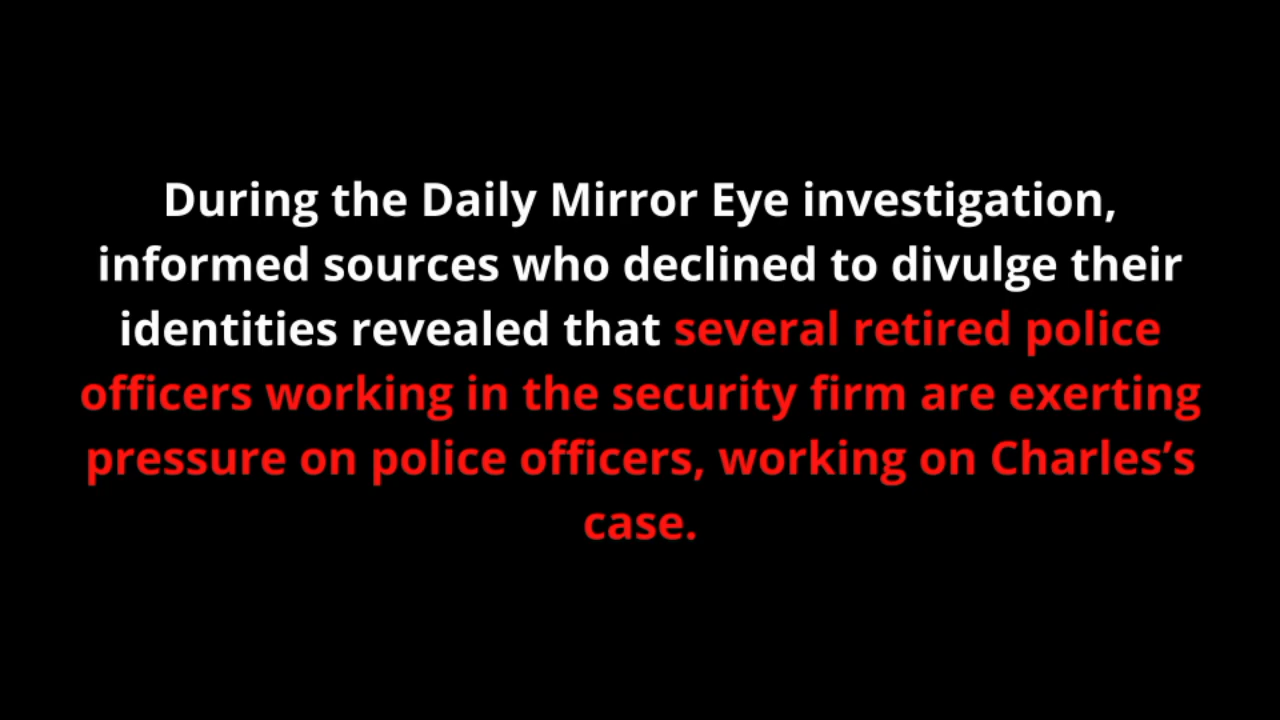 During the Daily Mirror Eye investigation,
informed sources who declined to divulge their
identities revealed that several retired police
officers working in the security firm are exerting
pressure on police officers, working on Charles’s
case.